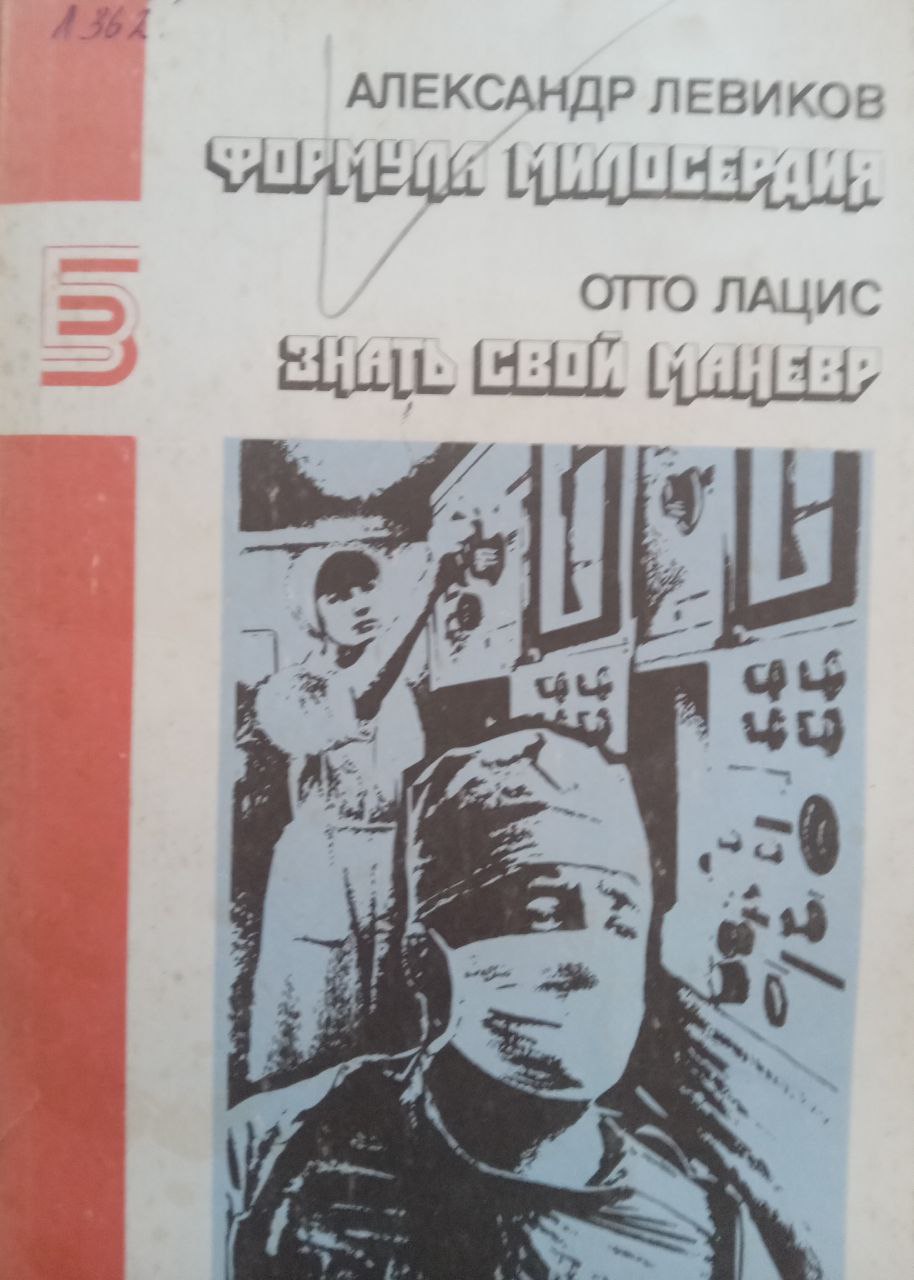 Л 362.
АЛЕКСАНДР ЛЕВИКОВ
ФОРМУЛА МИЛОСЕРДИЯ
ОТТО ЛАЦИС
ЗНАТЬ СВОЙ МАНЕВР